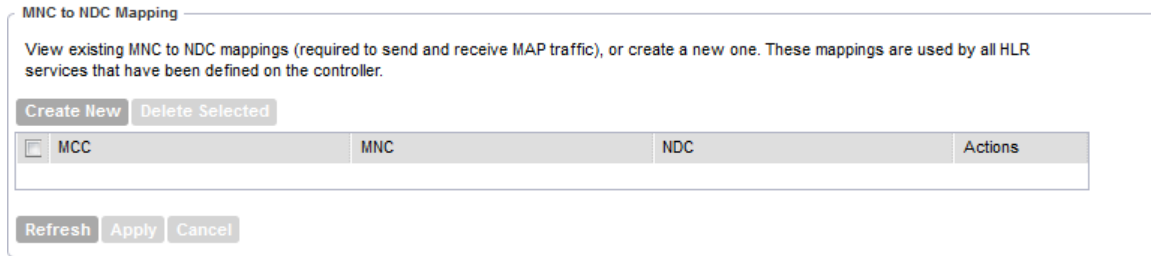 MNC to NDC Mapping
View existing MNC to NDC mappings (required to send and receive MAP traffic), or create a new one. These mappings are used by all HLR
services that have been defined on the controller.
Create New Delete Selected
MCC MNC NDC Actions
Refresh Apply Cancel